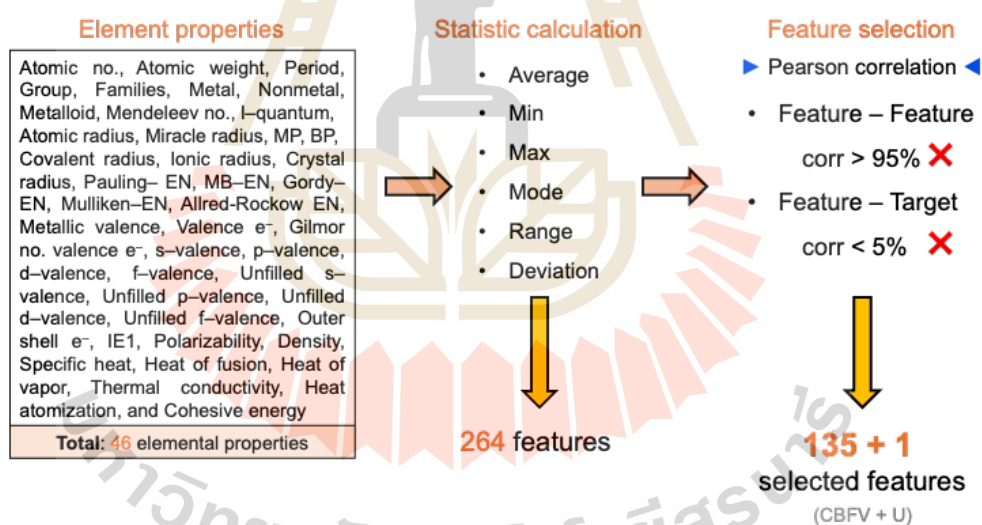 Element properties
Atomic no., Atomic weight, Period,
Group, Families, Metal, Nonmetal,
Metalloid, Mendeleev no., l–quantum,
Atomic radius, Miracle radius, MP, BP,
Covalent radius, Ionic radius, Crystal
radius, Pauling– EN, MB–EN, Gordy–
EN, Mulliken–EN, Allred-Rockow EN,
Metallic valence, Valence e⁻, Gilmor
no. valence e⁻, s–valence, p–valence,
d–valence, f–valence, Unfilled s–
valence, Unfilled p–valence, Unfilled
d–valence, Unfilled f–valence, Outer
shell e⁻, IE1, Polarizability, Density,
Specific heat, Heat of fusion, Heat of
vapor, Thermal conductivity, Heat
atomization, and Cohesive energy
Total: 46 elemental properties
Statistic calculation
• Average
• Min
• Max
• Mode
• Range
• Deviation
264 features
Feature selection
Pearson correlation
• Feature – Feature
corr > 95%
• Feature – Target
corr < 5%
135 + 1
selected features
(CBFV + U)